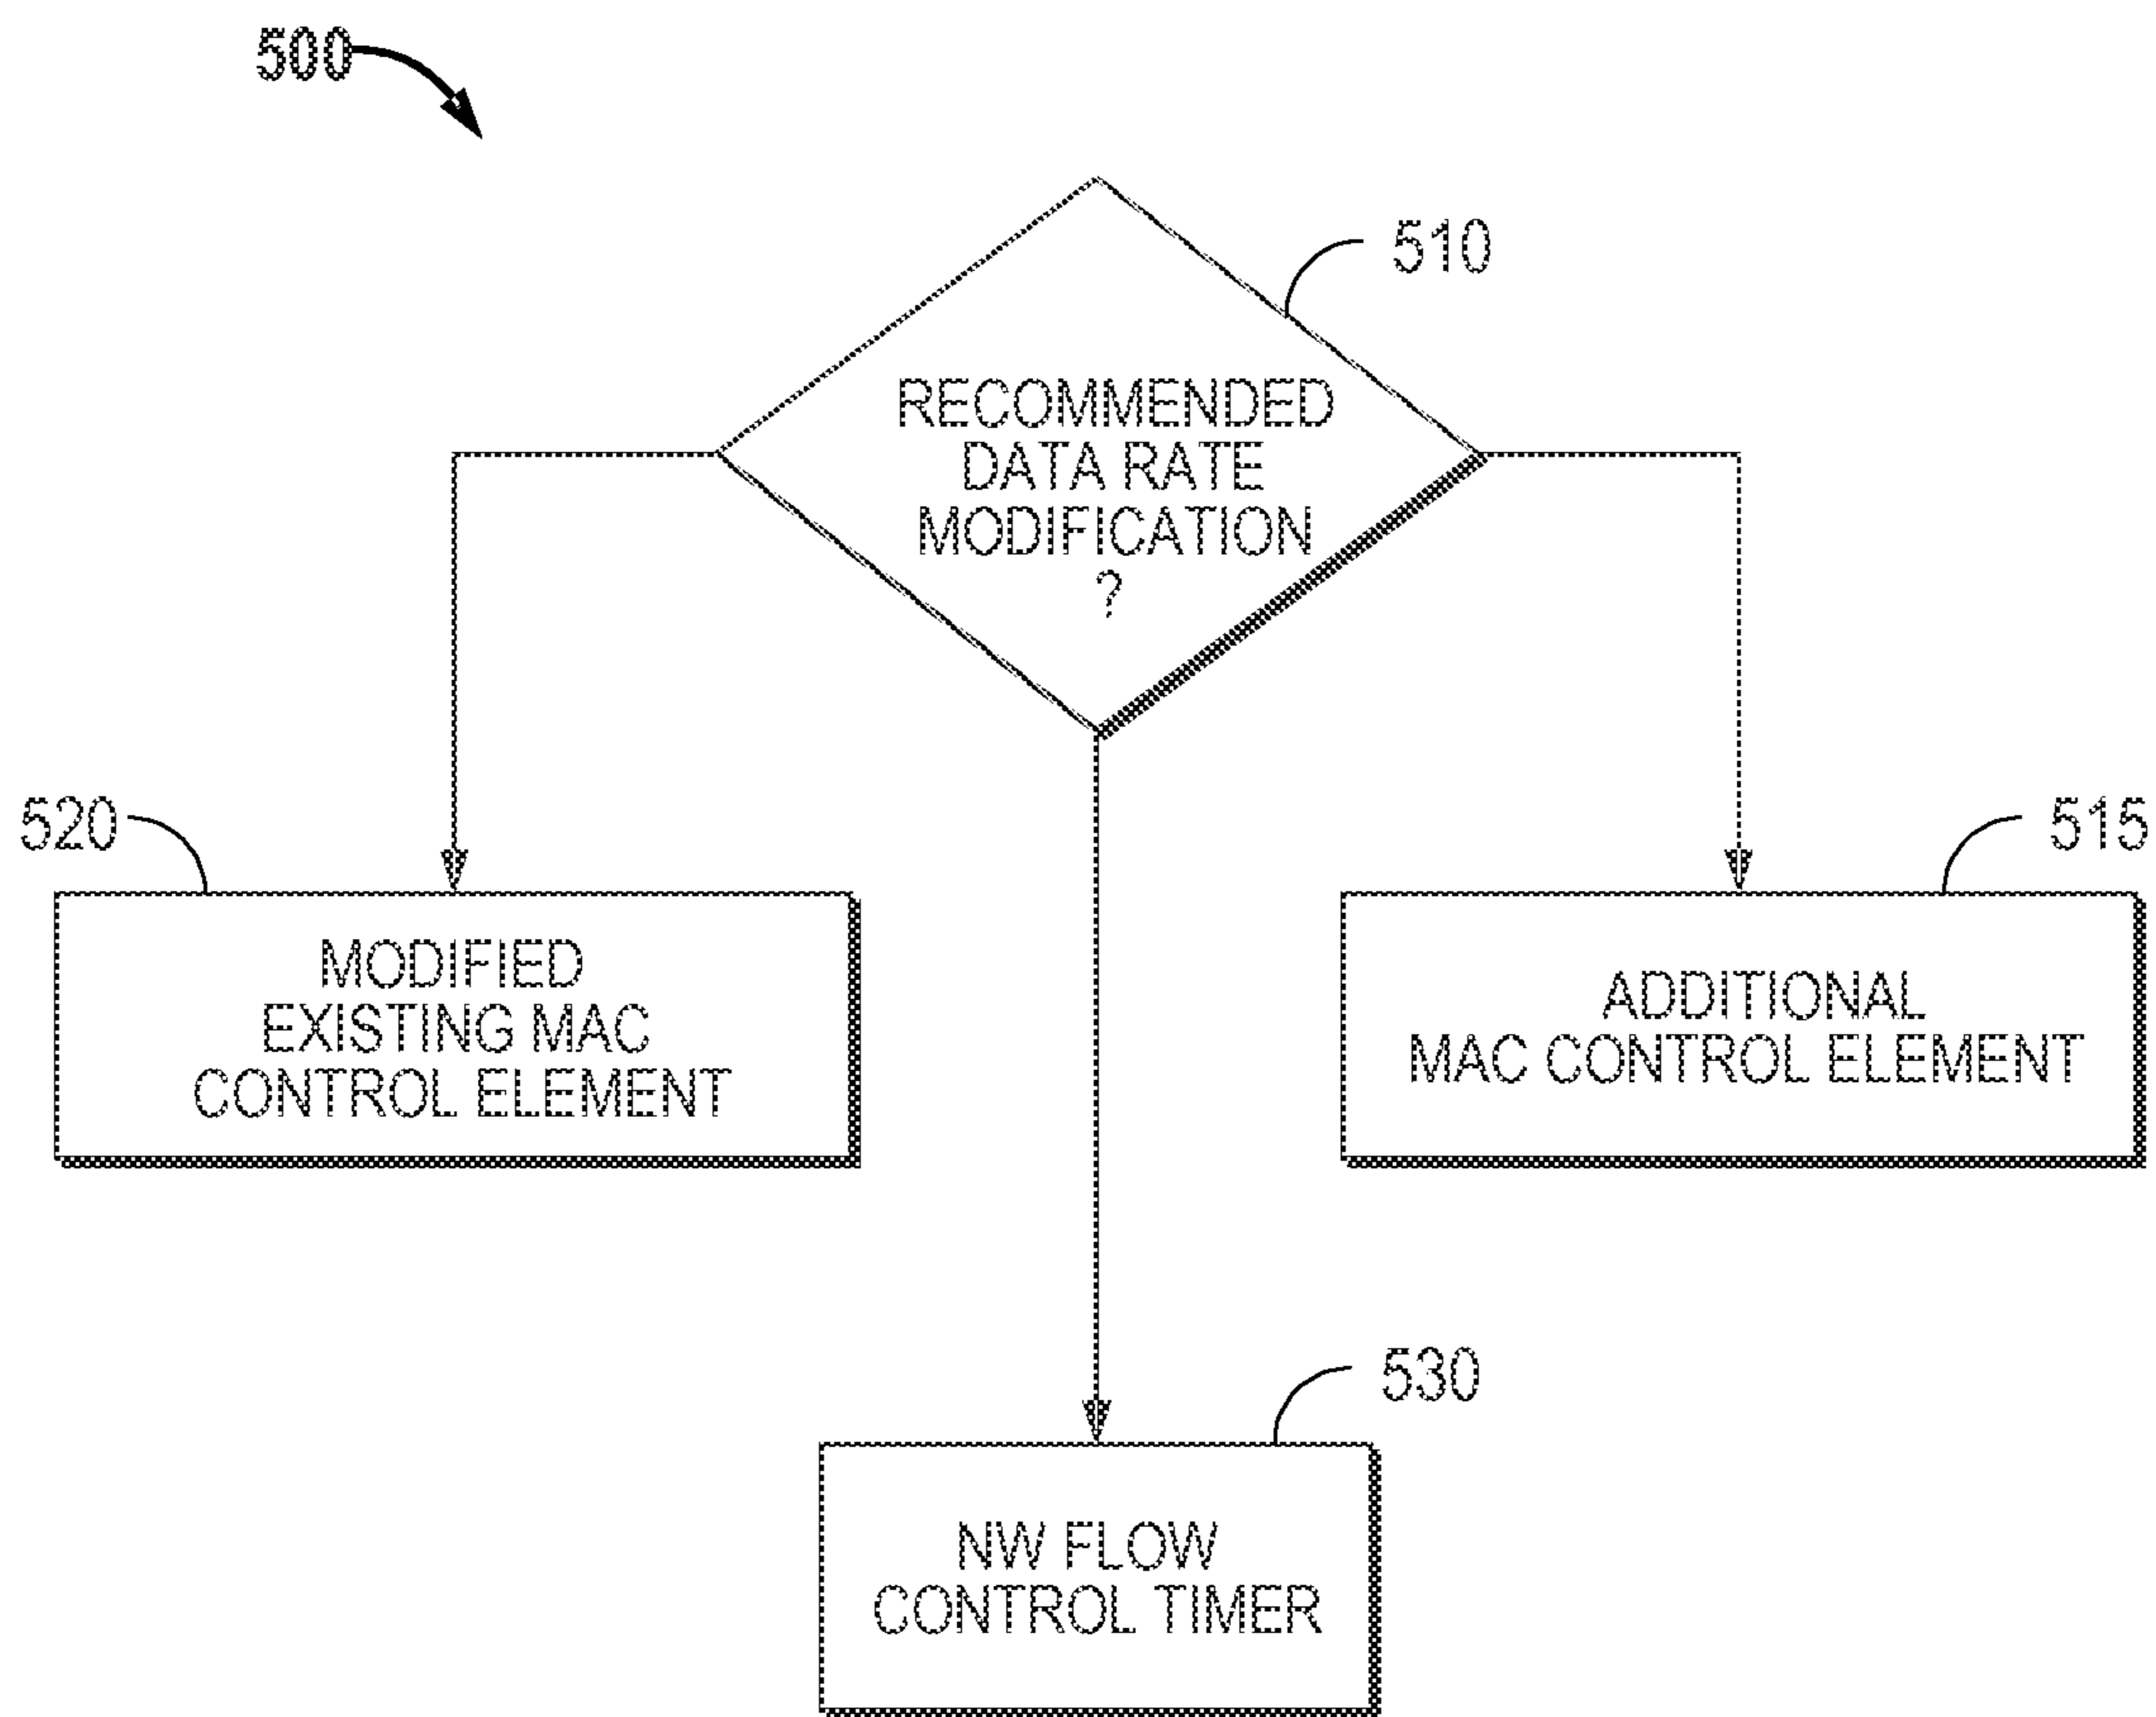 500
510
RECOMMENDED
DATA RATE
MODIFICATION
?
520
515
MODIFIED
EXISTING MAC
CONTROL ELEMENT
ADDITIONAL
MAC CONTROL ELEMENT
530
NW FLOW
CONTROL TIMER